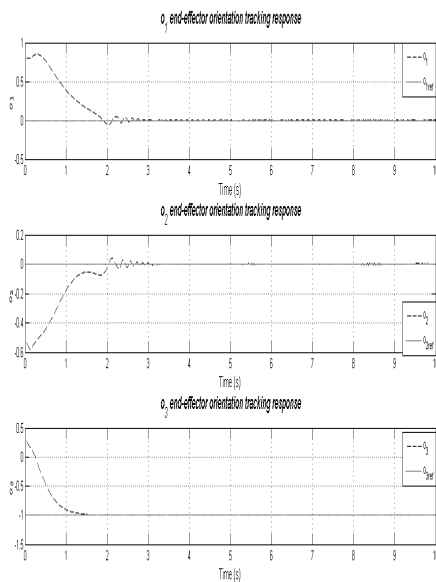 o1 end-effector orientation tracking response
1
0.5
0
-0.5
o1
o1ref
0 1 2 3 4 5 6 7 8 9 10
Time (s)
o2 end-effector orientation tracking response
0.2
0
-0.2
-0.4
-0.6
o2
o2ref
0 1 2 3 4 5 6 7 8 9 10
Time (s)
o3 end-effector orientation tracking response
0.5
0
-0.5
-1
-1.5
o3
o3ref
0 1 2 3 4 5 6 7 8 9 10
Time (s)